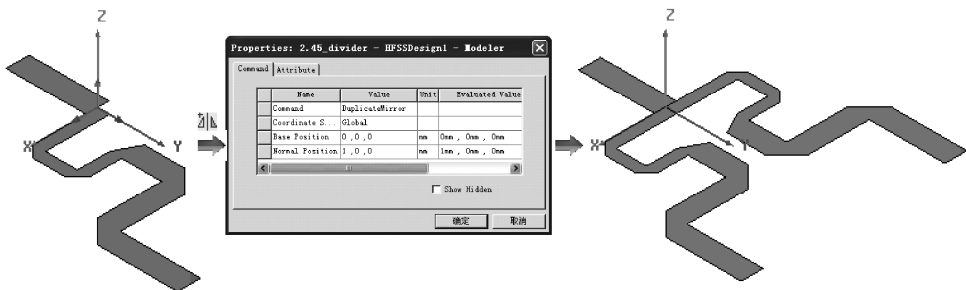 Z
X
Y
Properties: 2.45_divider - HFSSDesign1 - Modeler
Command
Attribute
Name Value Unit Evaluated Value
Command DuplicateMirror
Coordinate S... Global
Base Position 0 ,0 ,0 mm 0mm , 0mm , 0mm
Normal Position 1 ,0 ,0 mm 1mm , 0mm , 0mm
Show Hidden
确定
取消
Z
X
Y